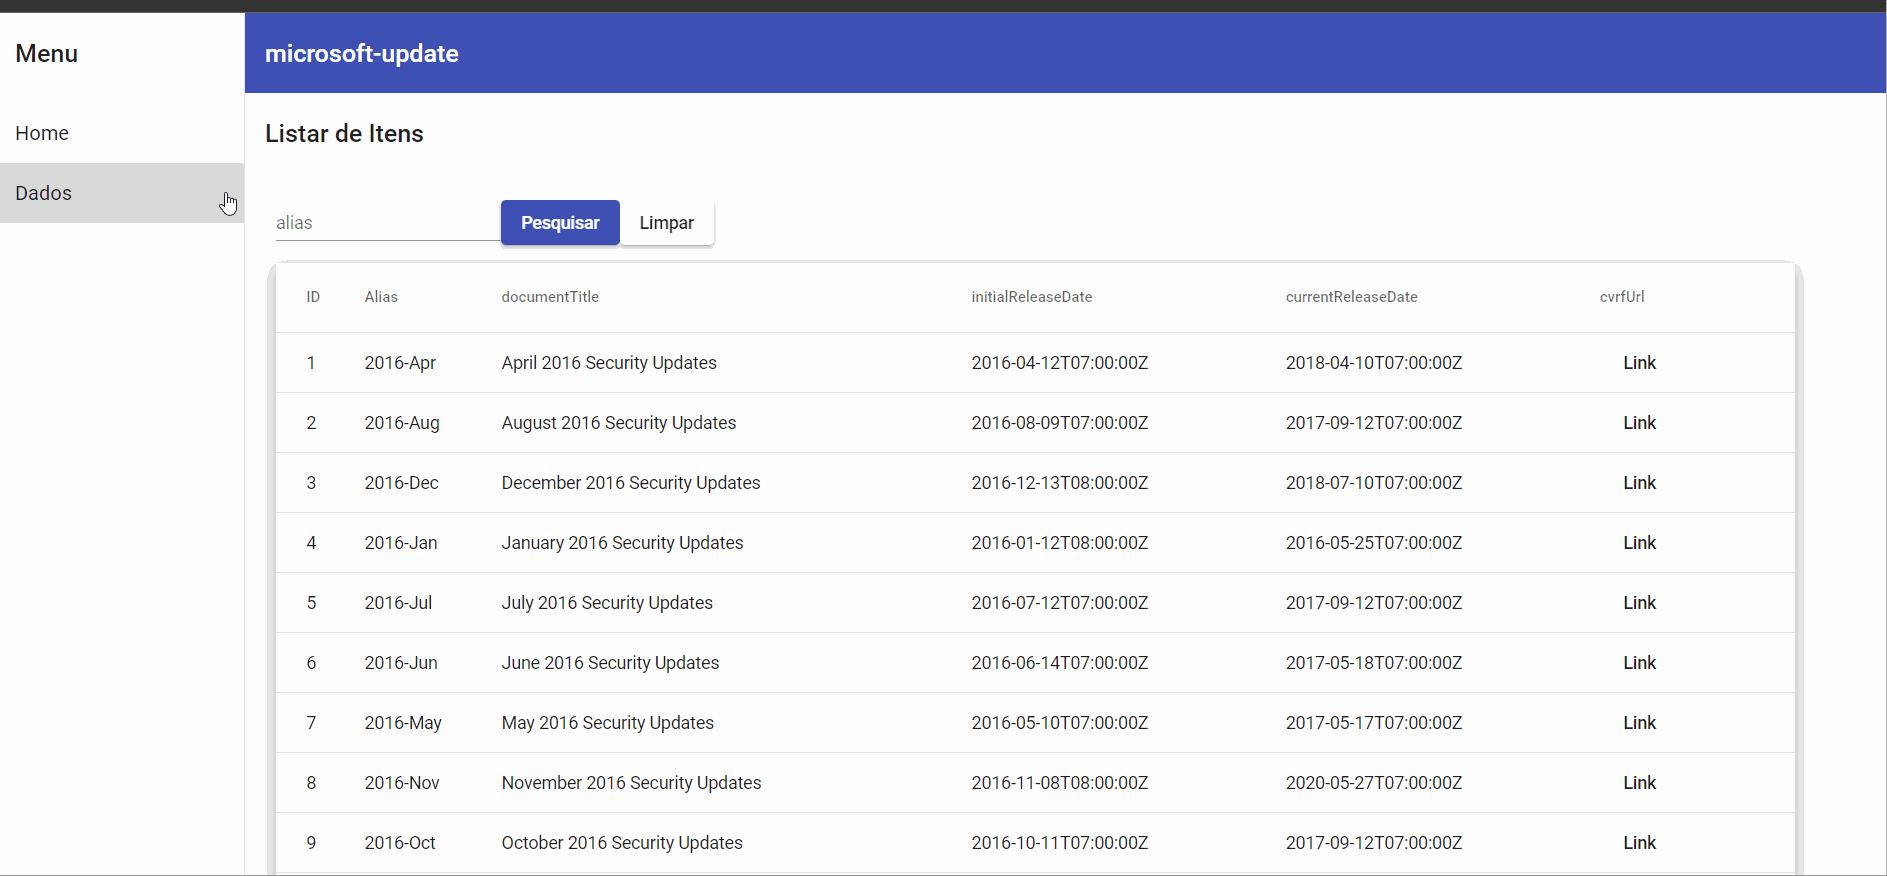 Menu
microsoft-update
Home
Dados
Listar de Itens
alias Pesquisar Limpar
ID Alias documentTitle initialReleaseDate currentReleaseDate cvrfUrl
1 2016-Apr April 2016 Security Updates 2016-04-12T07:00:00Z 2018-04-10T07:00:00Z Link
2 2016-Aug August 2016 Security Updates 2016-08-09T07:00:00Z 2017-09-12T07:00:00Z Link
3 2016-Dec December 2016 Security Updates 2016-12-13T08:00:00Z 2018-07-10T07:00:00Z Link
4 2016-Jan January 2016 Security Updates 2016-01-12T08:00:00Z 2016-05-25T07:00:00Z Link
5 2016-Jul July 2016 Security Updates 2016-07-12T07:00:00Z 2017-09-12T07:00:00Z Link
6 2016-Jun June 2016 Security Updates 2016-06-14T07:00:00Z 2017-05-18T07:00:00Z Link
7 2016-May May 2016 Security Updates 2016-05-10T07:00:00Z 2017-05-17T07:00:00Z Link
8 2016-Nov November 2016 Security Updates 2016-11-08T08:00:00Z 2020-05-27T07:00:00Z Link
9 2016-Oct October 2016 Security Updates 2016-10-11T07:00:00Z 2017-09-12T07:00:00Z Link